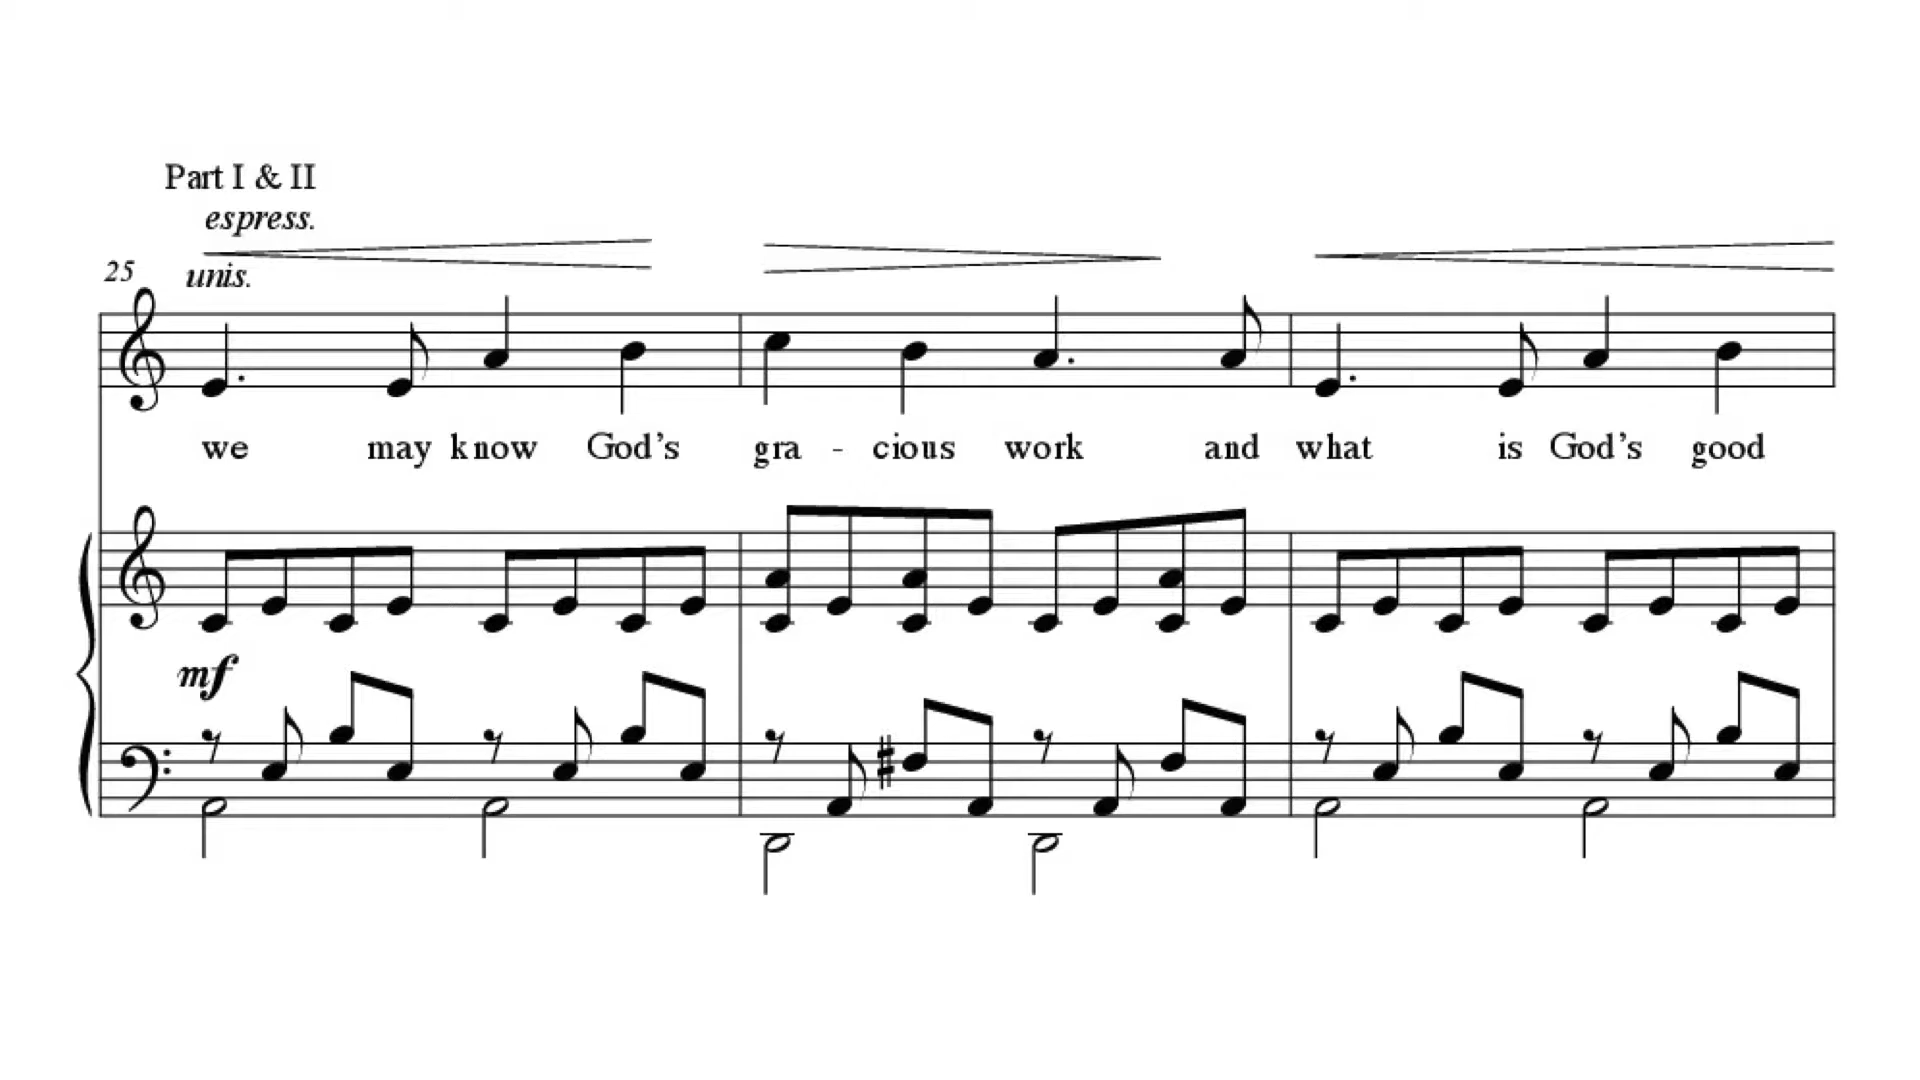 Part I & II
espress.
25
unis.
we may know God's gra - cious work and what is God's good
mf